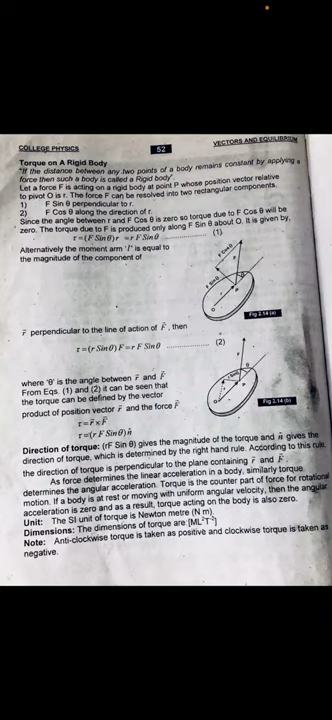 COLLEGE PHYSICS 52 VECTORS AND EQUILIBRIUM
Torque on A Rigid Body
"If the distance between any two points of a body remains constant by applying a
force then such a body is called a Rigid body".
Let a force F is acting on a rigid body at point P whose position vector relative
to pivot O is r. The force F can be resolved into two rectangular components.
1) F Sin θ perpendicular to r.
2) F Cos θ along the direction of r.
Since the angle between r and F Cos θ is zero so torque due to F Cos θ will be
zero. The torque due to F is produced only along F Sin θ about O. It is given by,
τ = (F Sin θ) r = r F Sin θ .................... (1)
Alternatively the moment arm 'l' is equal to
the magnitude of the component of
F Cos θ
F
F Sin θ
θ
r
P
O
Fig 2.14 (a)
r⃗ perpendicular to the line of action of F⃗, then
τ = (r Sin θ) F = r F Sin θ .................... (2)
where 'θ' is the angle between r⃗ and F⃗
From Eqs. (1) and (2) it can be seen that
the torque can be defined by the vector
product of position vector r⃗ and the force F⃗
F
θ
P
O
Fig 2.14 (b)
τ = r⃗ × F⃗
τ = (r F Sin θ) n̂
Direction of torque: (rF Sin θ) gives the magnitude of the torque and n̂ gives the
direction of torque, which is determined by the right hand rule. According to this rule,
the direction of torque is perpendicular to the plane containing r⃗ and F⃗.
As force determines the linear acceleration in a body, similarly torque
determines the angular acceleration. Torque is the counter part of force for rotational
motion. If a body is at rest or moving with uniform angular velocity, then the angular
acceleration is zero and as a result, torque acting on the body is also zero.
Unit: The SI unit of torque is Newton metre (N m).
Dimensions: The dimensions of torque are [ML²T⁻²]
Note: Anti-clockwise torque is taken as positive and clockwise torque is taken as
negative.